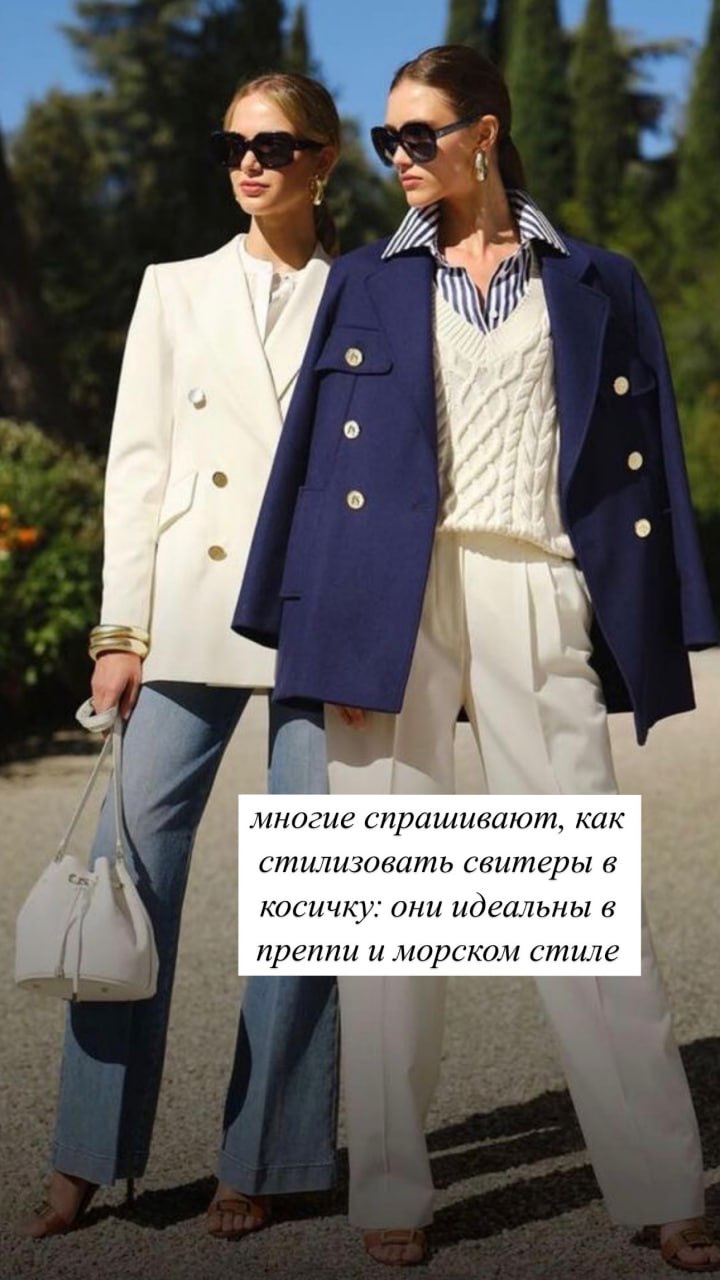 многие спрашивают, как
стилизовать свитеры в
косичку: они идеальны в
преппи и морском стиле